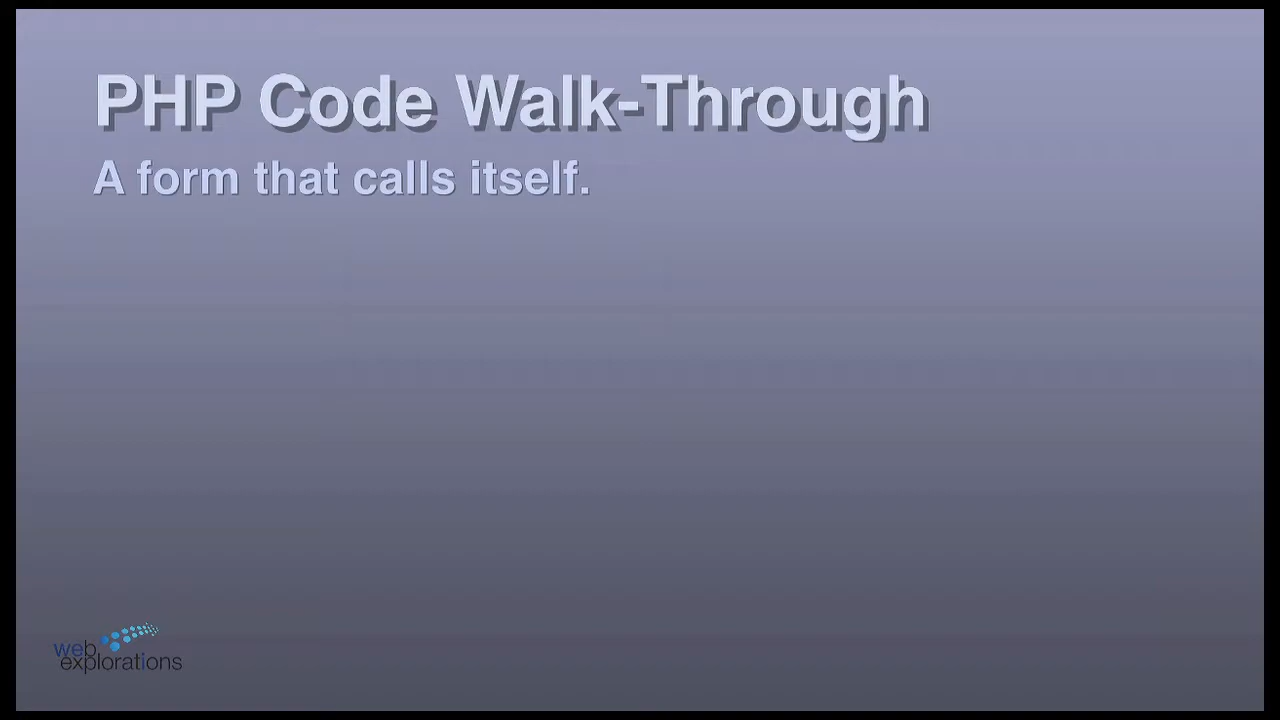 PHP Code Walk-Through
A form that calls itself.
web
explorations